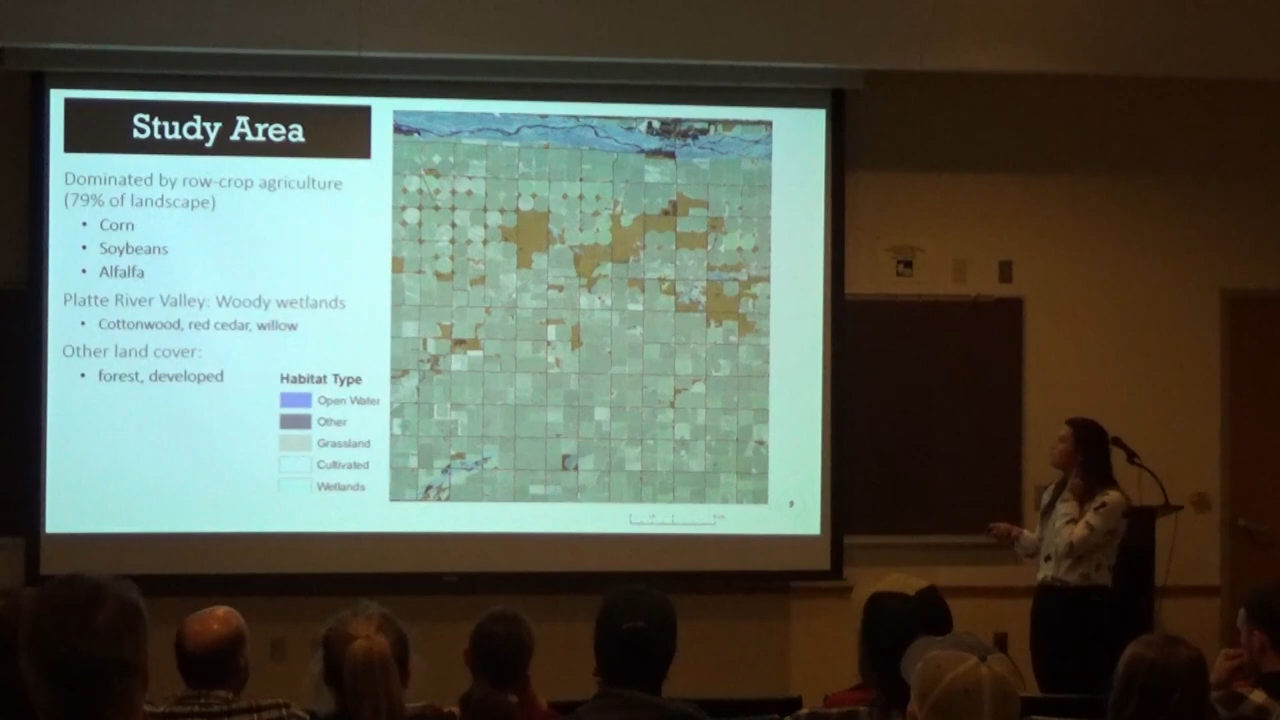 Study Area
Dominated by row-crop agriculture
(79% of landscape)
• Corn
• Soybeans
• Alfalfa
Platte River Valley: Woody wetlands
• Cottonwood, red cedar, willow
Other land cover:
• forest, developed
Habitat Type
Open Water
Other
Grassland
Cultivated
Wetlands
9